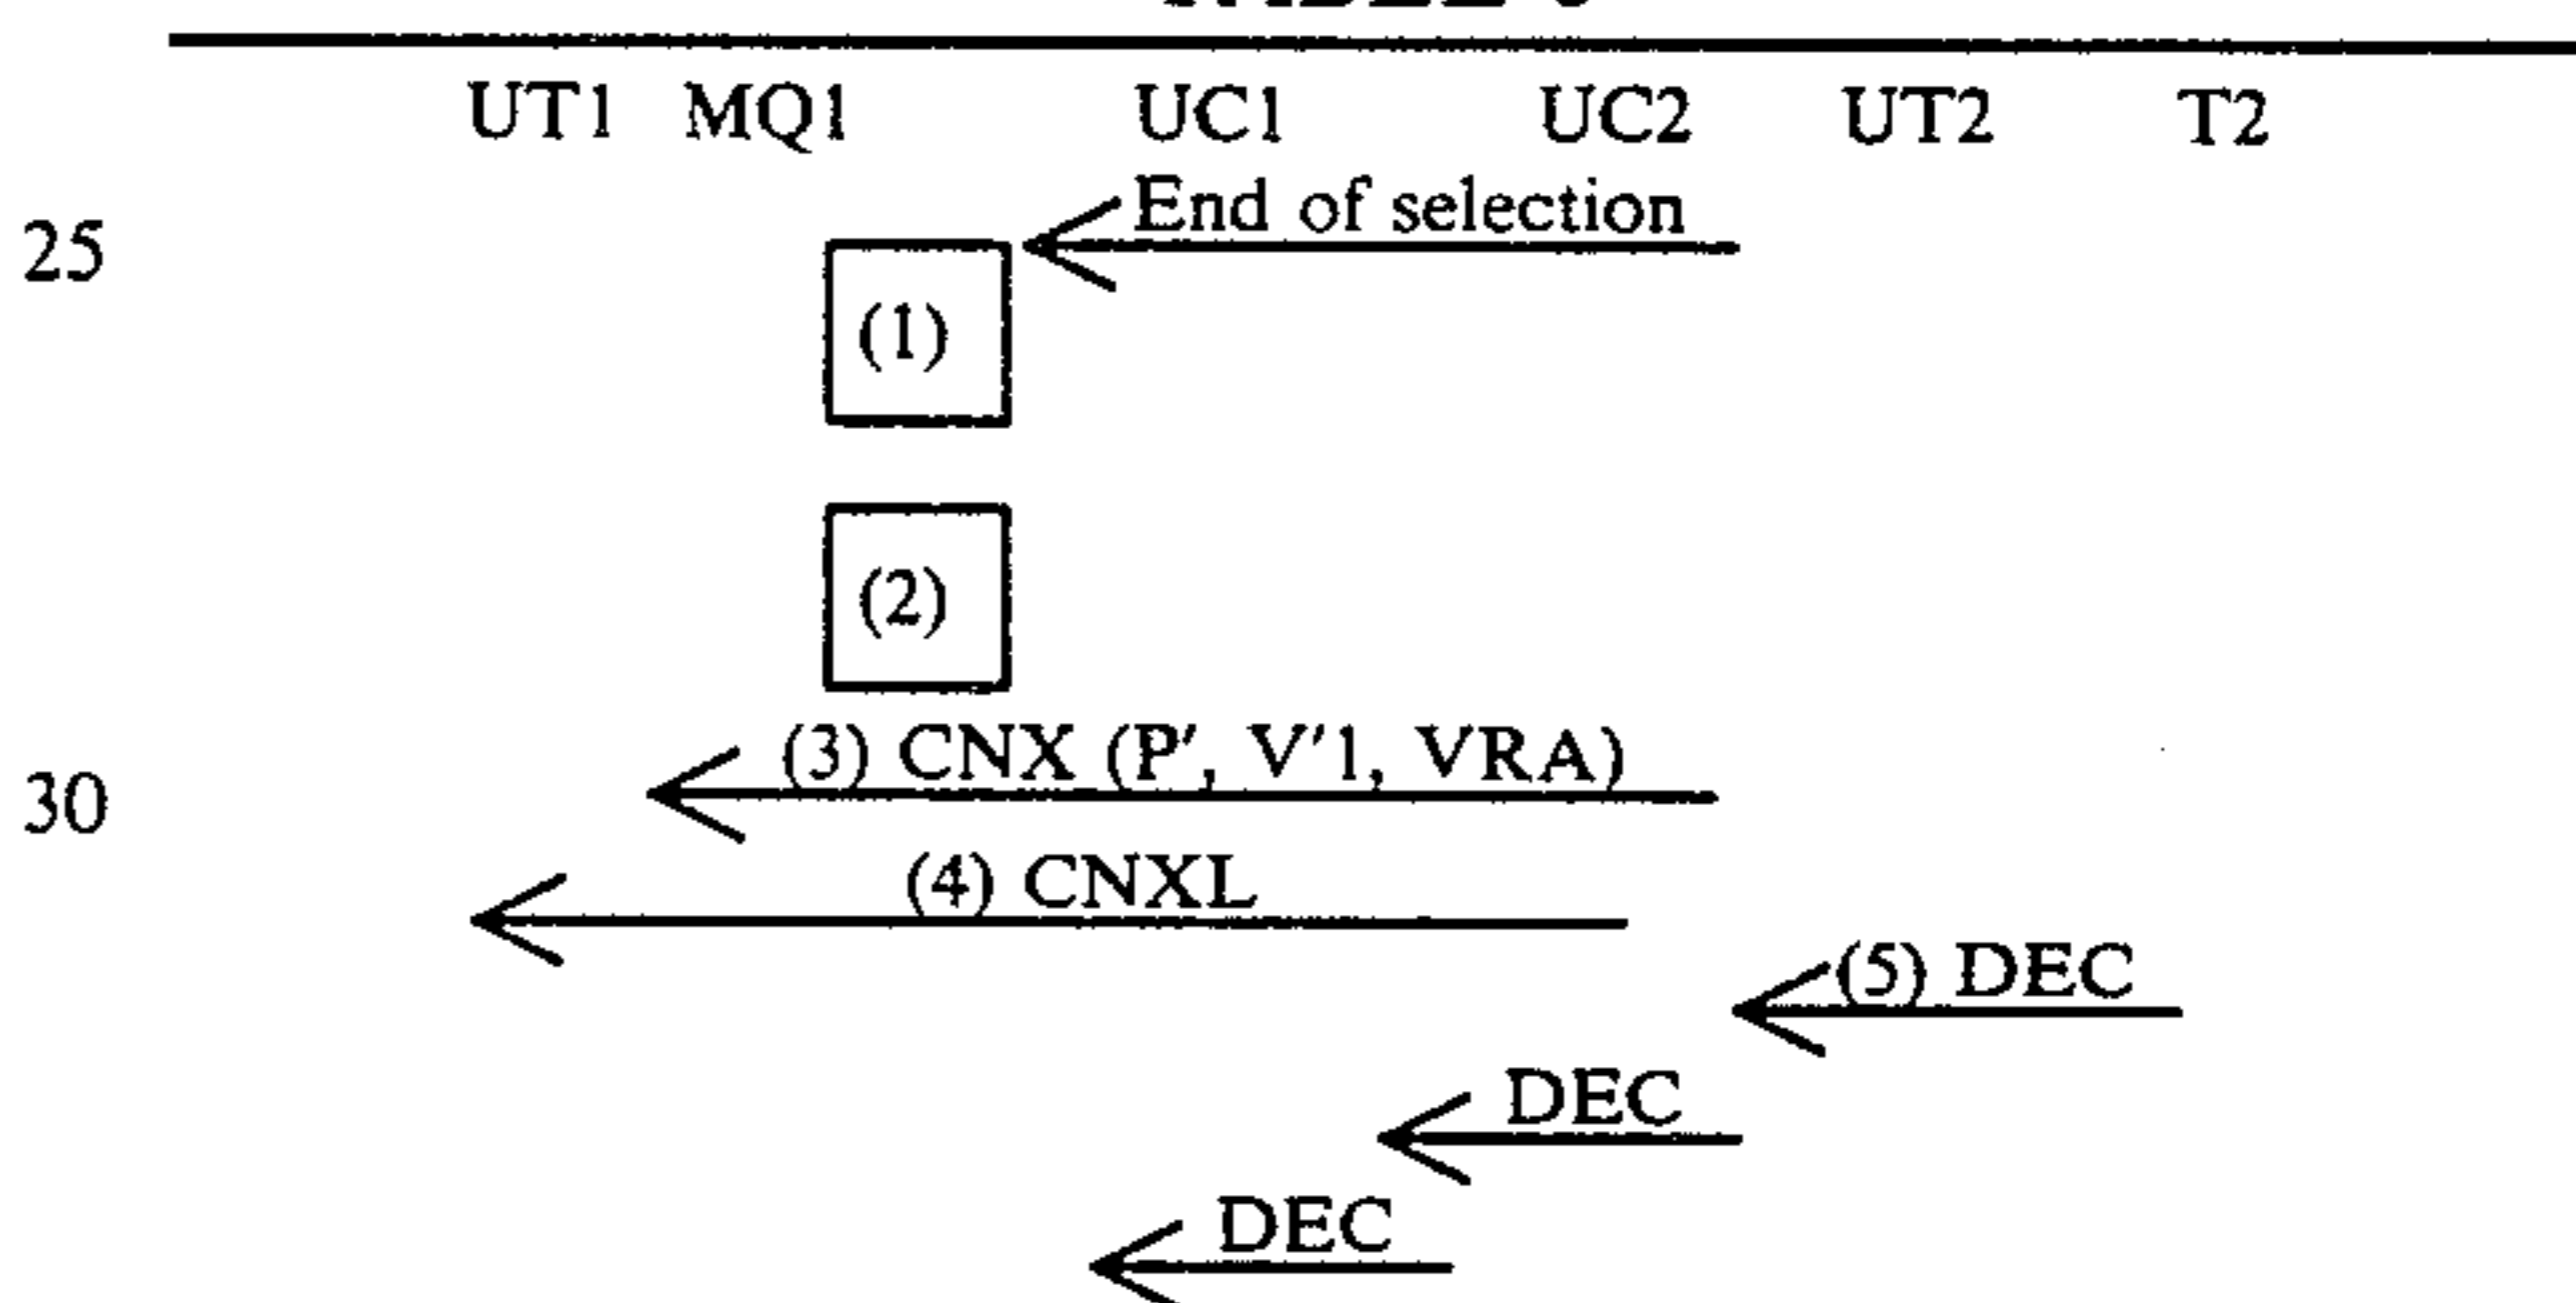 UT1 MQ1 UC1 UC2 UT2 T2
End of selection
25
(1)
(2)
(3) CNX (P', V'1, VRA)
30
(4) CNXL
(5) DEC
DEC
DEC